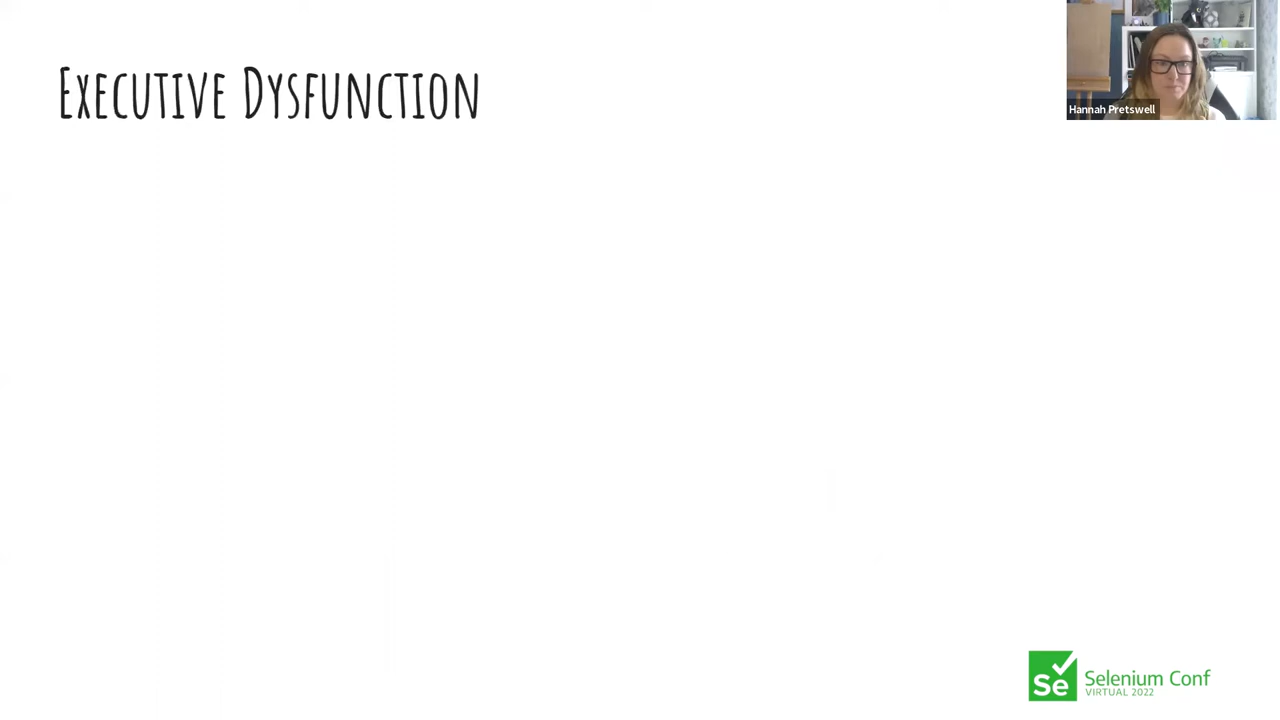 Executive Dysfunction
Hannah Pretswell
Se
Selenium Conf
VIRTUAL 2022